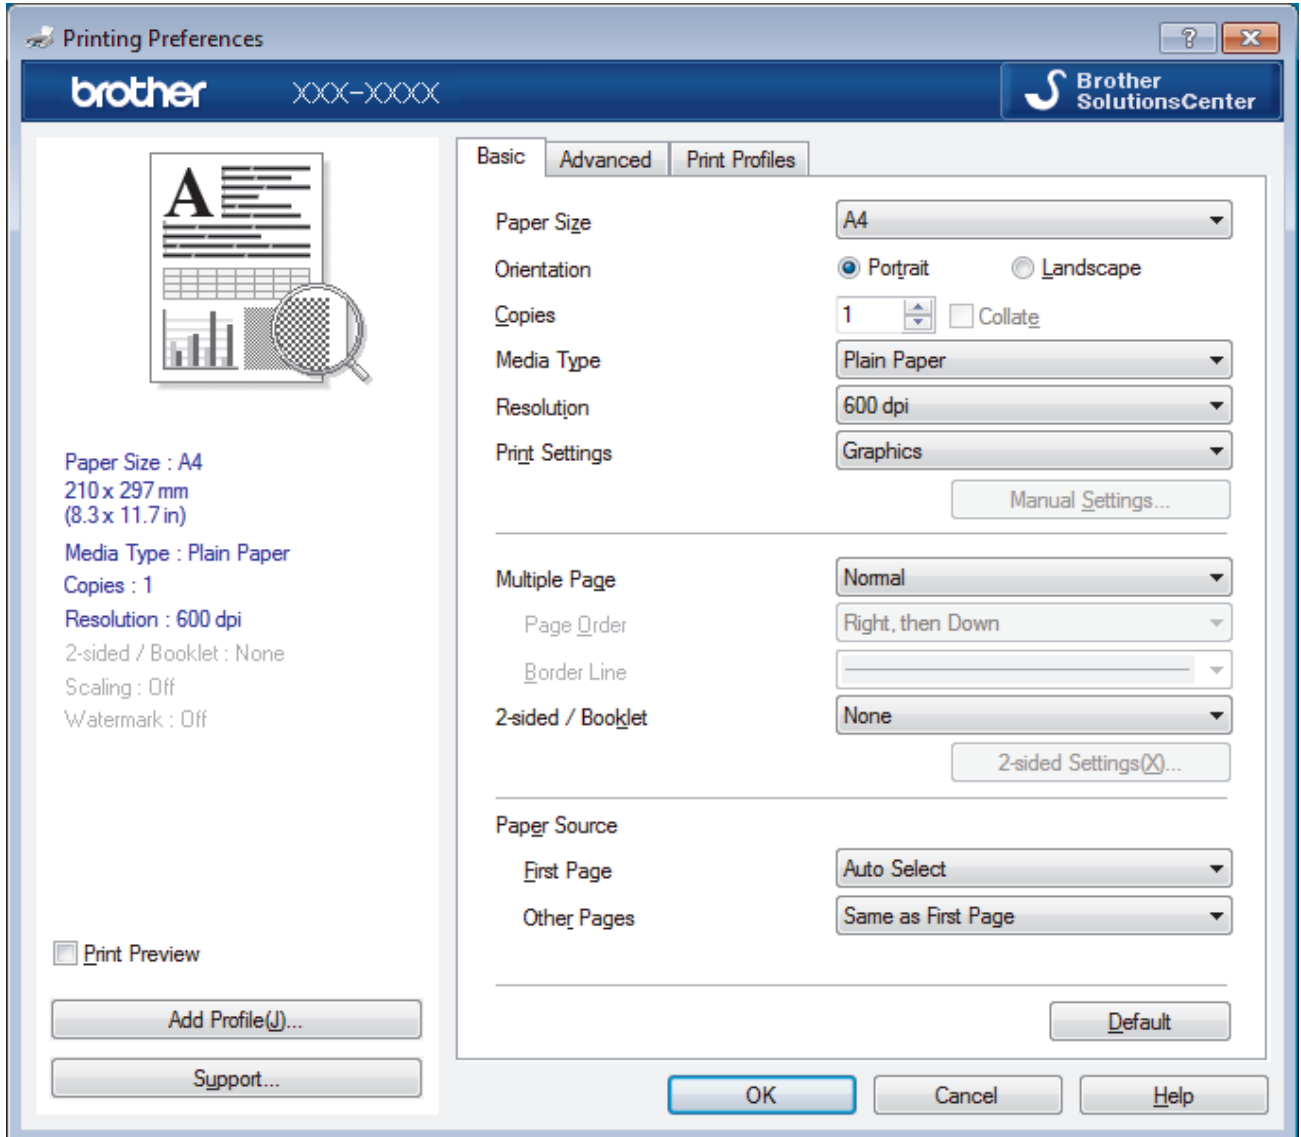 Printing Preferences
brother XXX-XXXX
Brother
SolutionsCenter
A
Paper Size : A4
210 x 297 mm
(8.3 x 11.7 in)
Media Type : Plain Paper
Copies : 1
Resolution : 600 dpi
2-sided / Booklet : None
Scaling : Off
Watermark : Off
Print Preview
Add Profile(J)...
Support...
Basic Advanced Print Profiles
Paper Size A4
Orientation Portrait Landscape
Copies 1 Collate
Media Type Plain Paper
Resolution 600 dpi
Print Settings Graphics
Manual Settings...
Multiple Page Normal
Page Order Right, then Down
Border Line
2-sided / Booklet None
2-sided Settings(X)...
Paper Source
First Page Auto Select
Other Pages Same as First Page
Default
OK Cancel Help